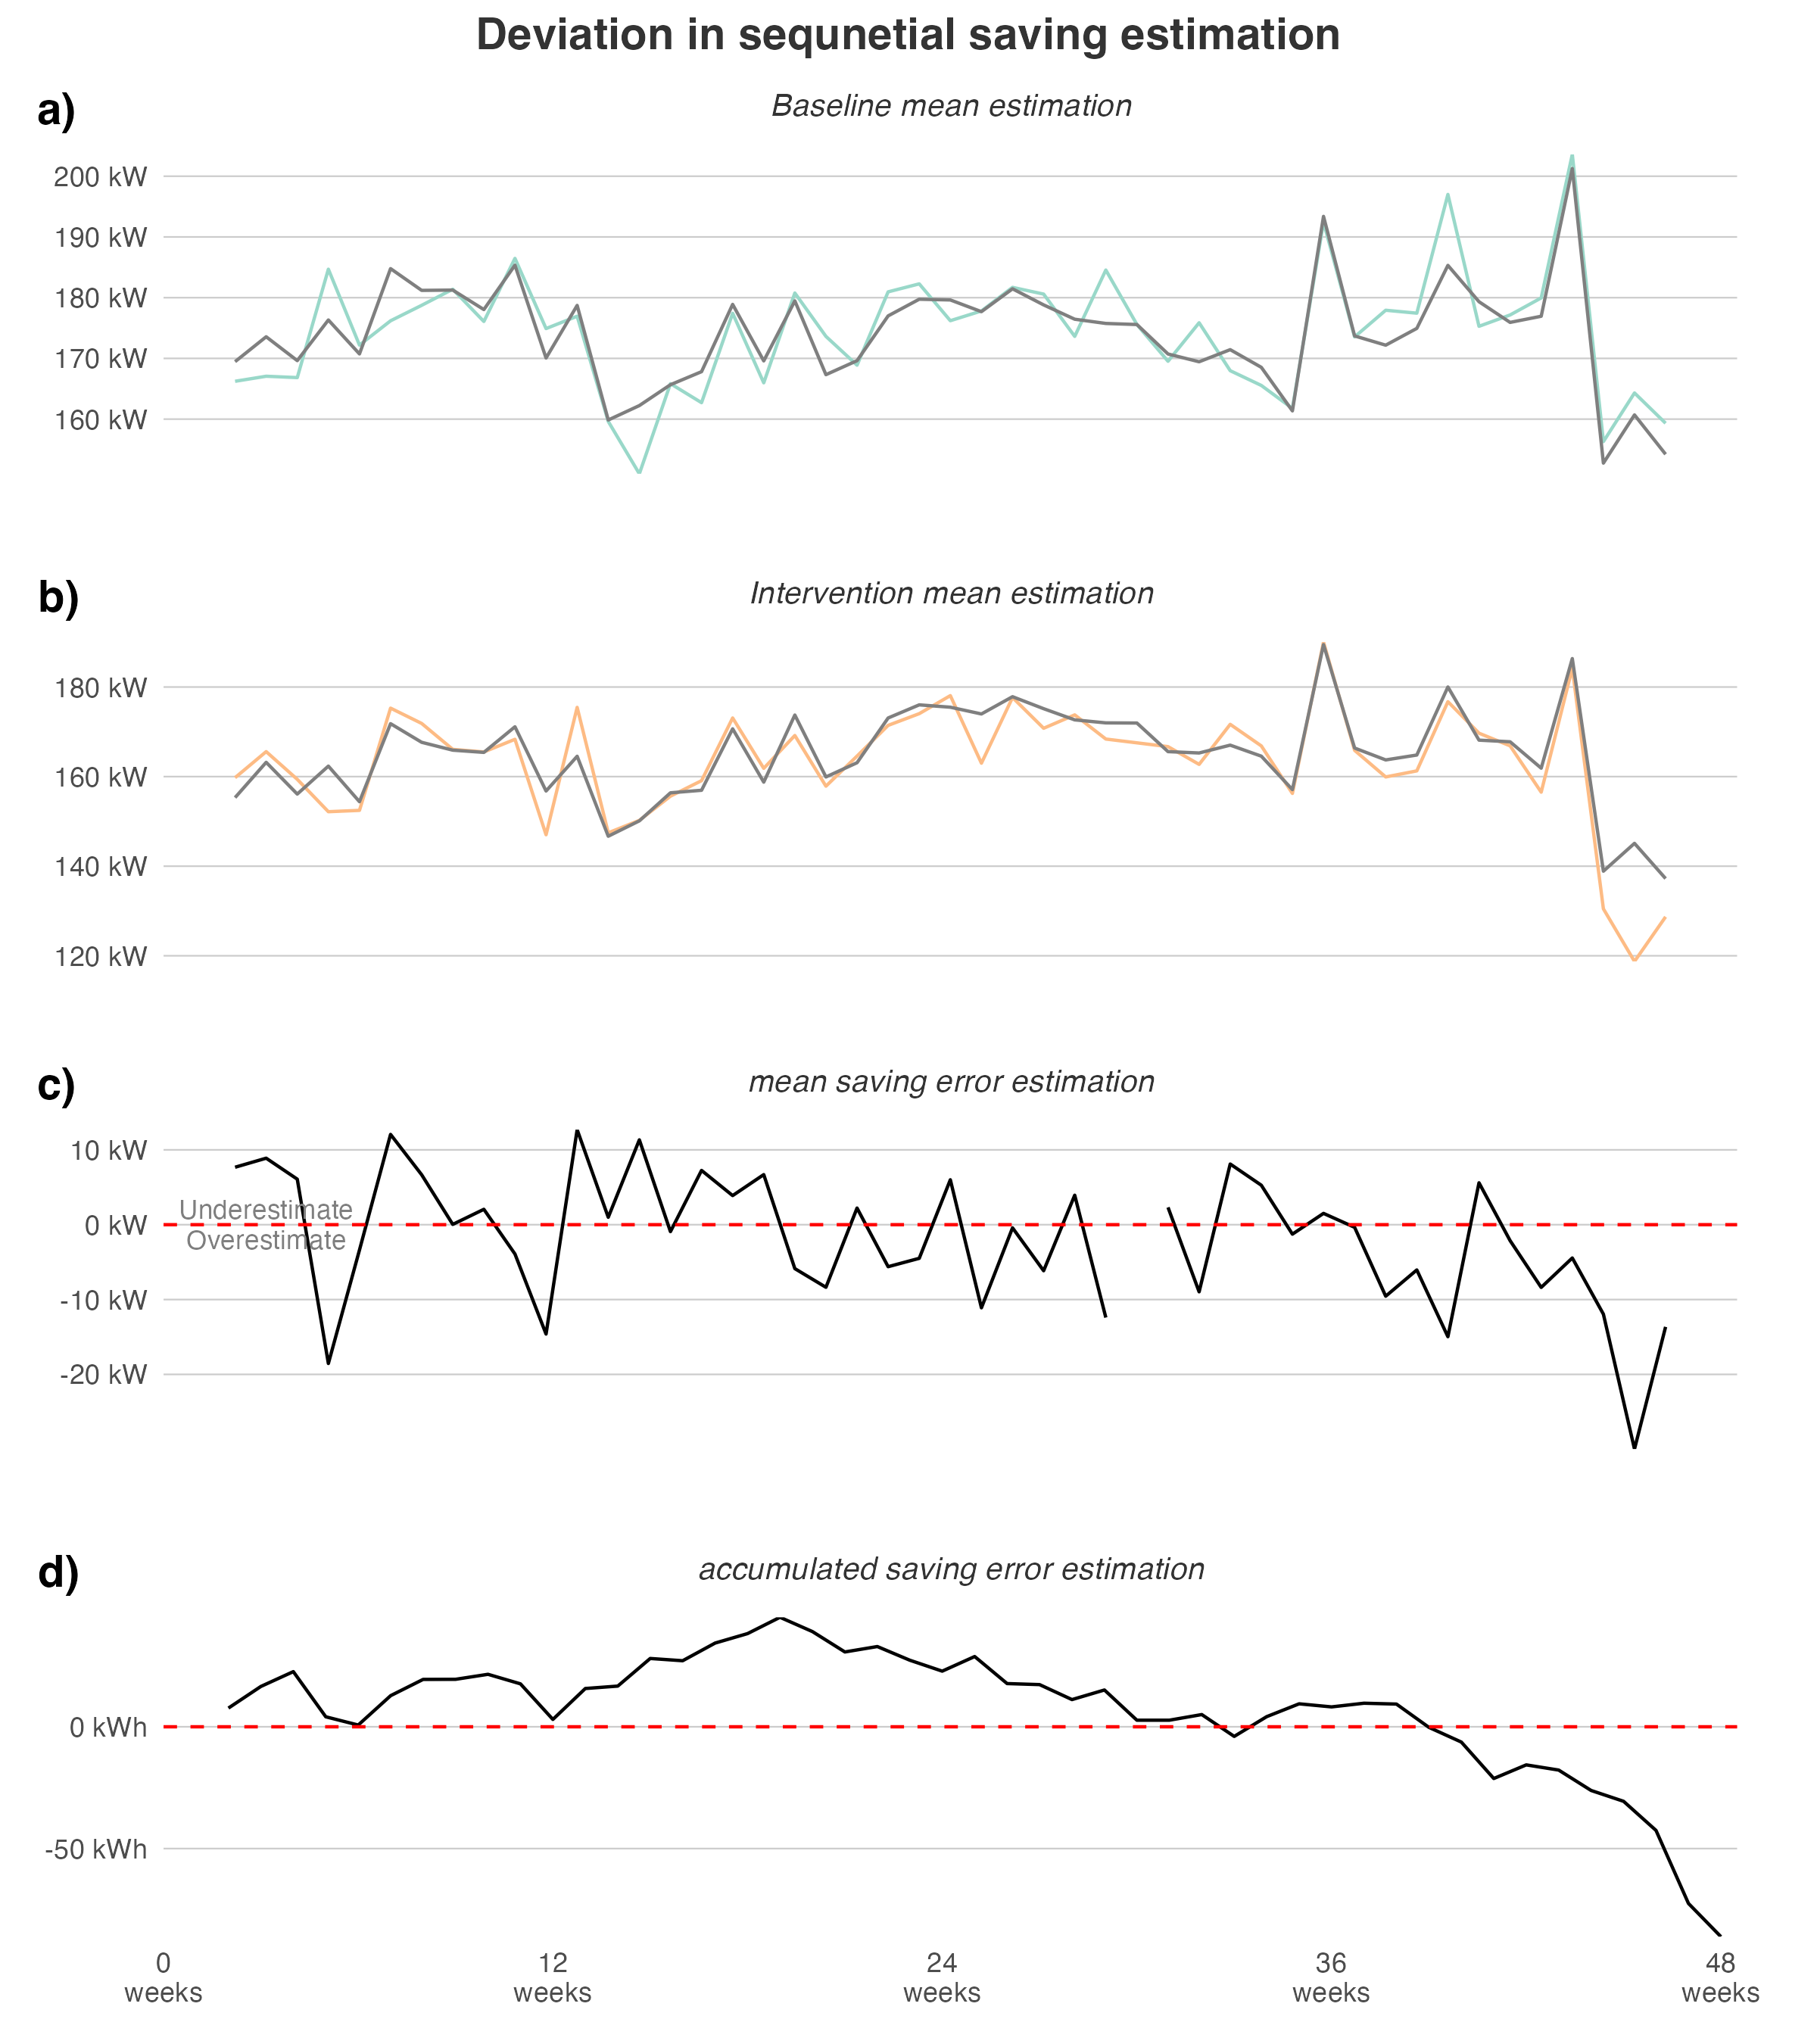 Deviation in sequnetial saving estimation
a)
Baseline mean estimation
200 kW
190 kW
180 kW
170 kW
160 kW
b)
Intervention mean estimation
180 kW
160 kW
140 kW
120 kW
c)
mean saving error estimation
10 kW
Underestimate
0 kW
Overestimate
-10 kW
-20 kW
d)
accumulated saving error estimation
0 kWh
-50 kWh
0 12 24 36 48
weeks weeks weeks weeks weeks